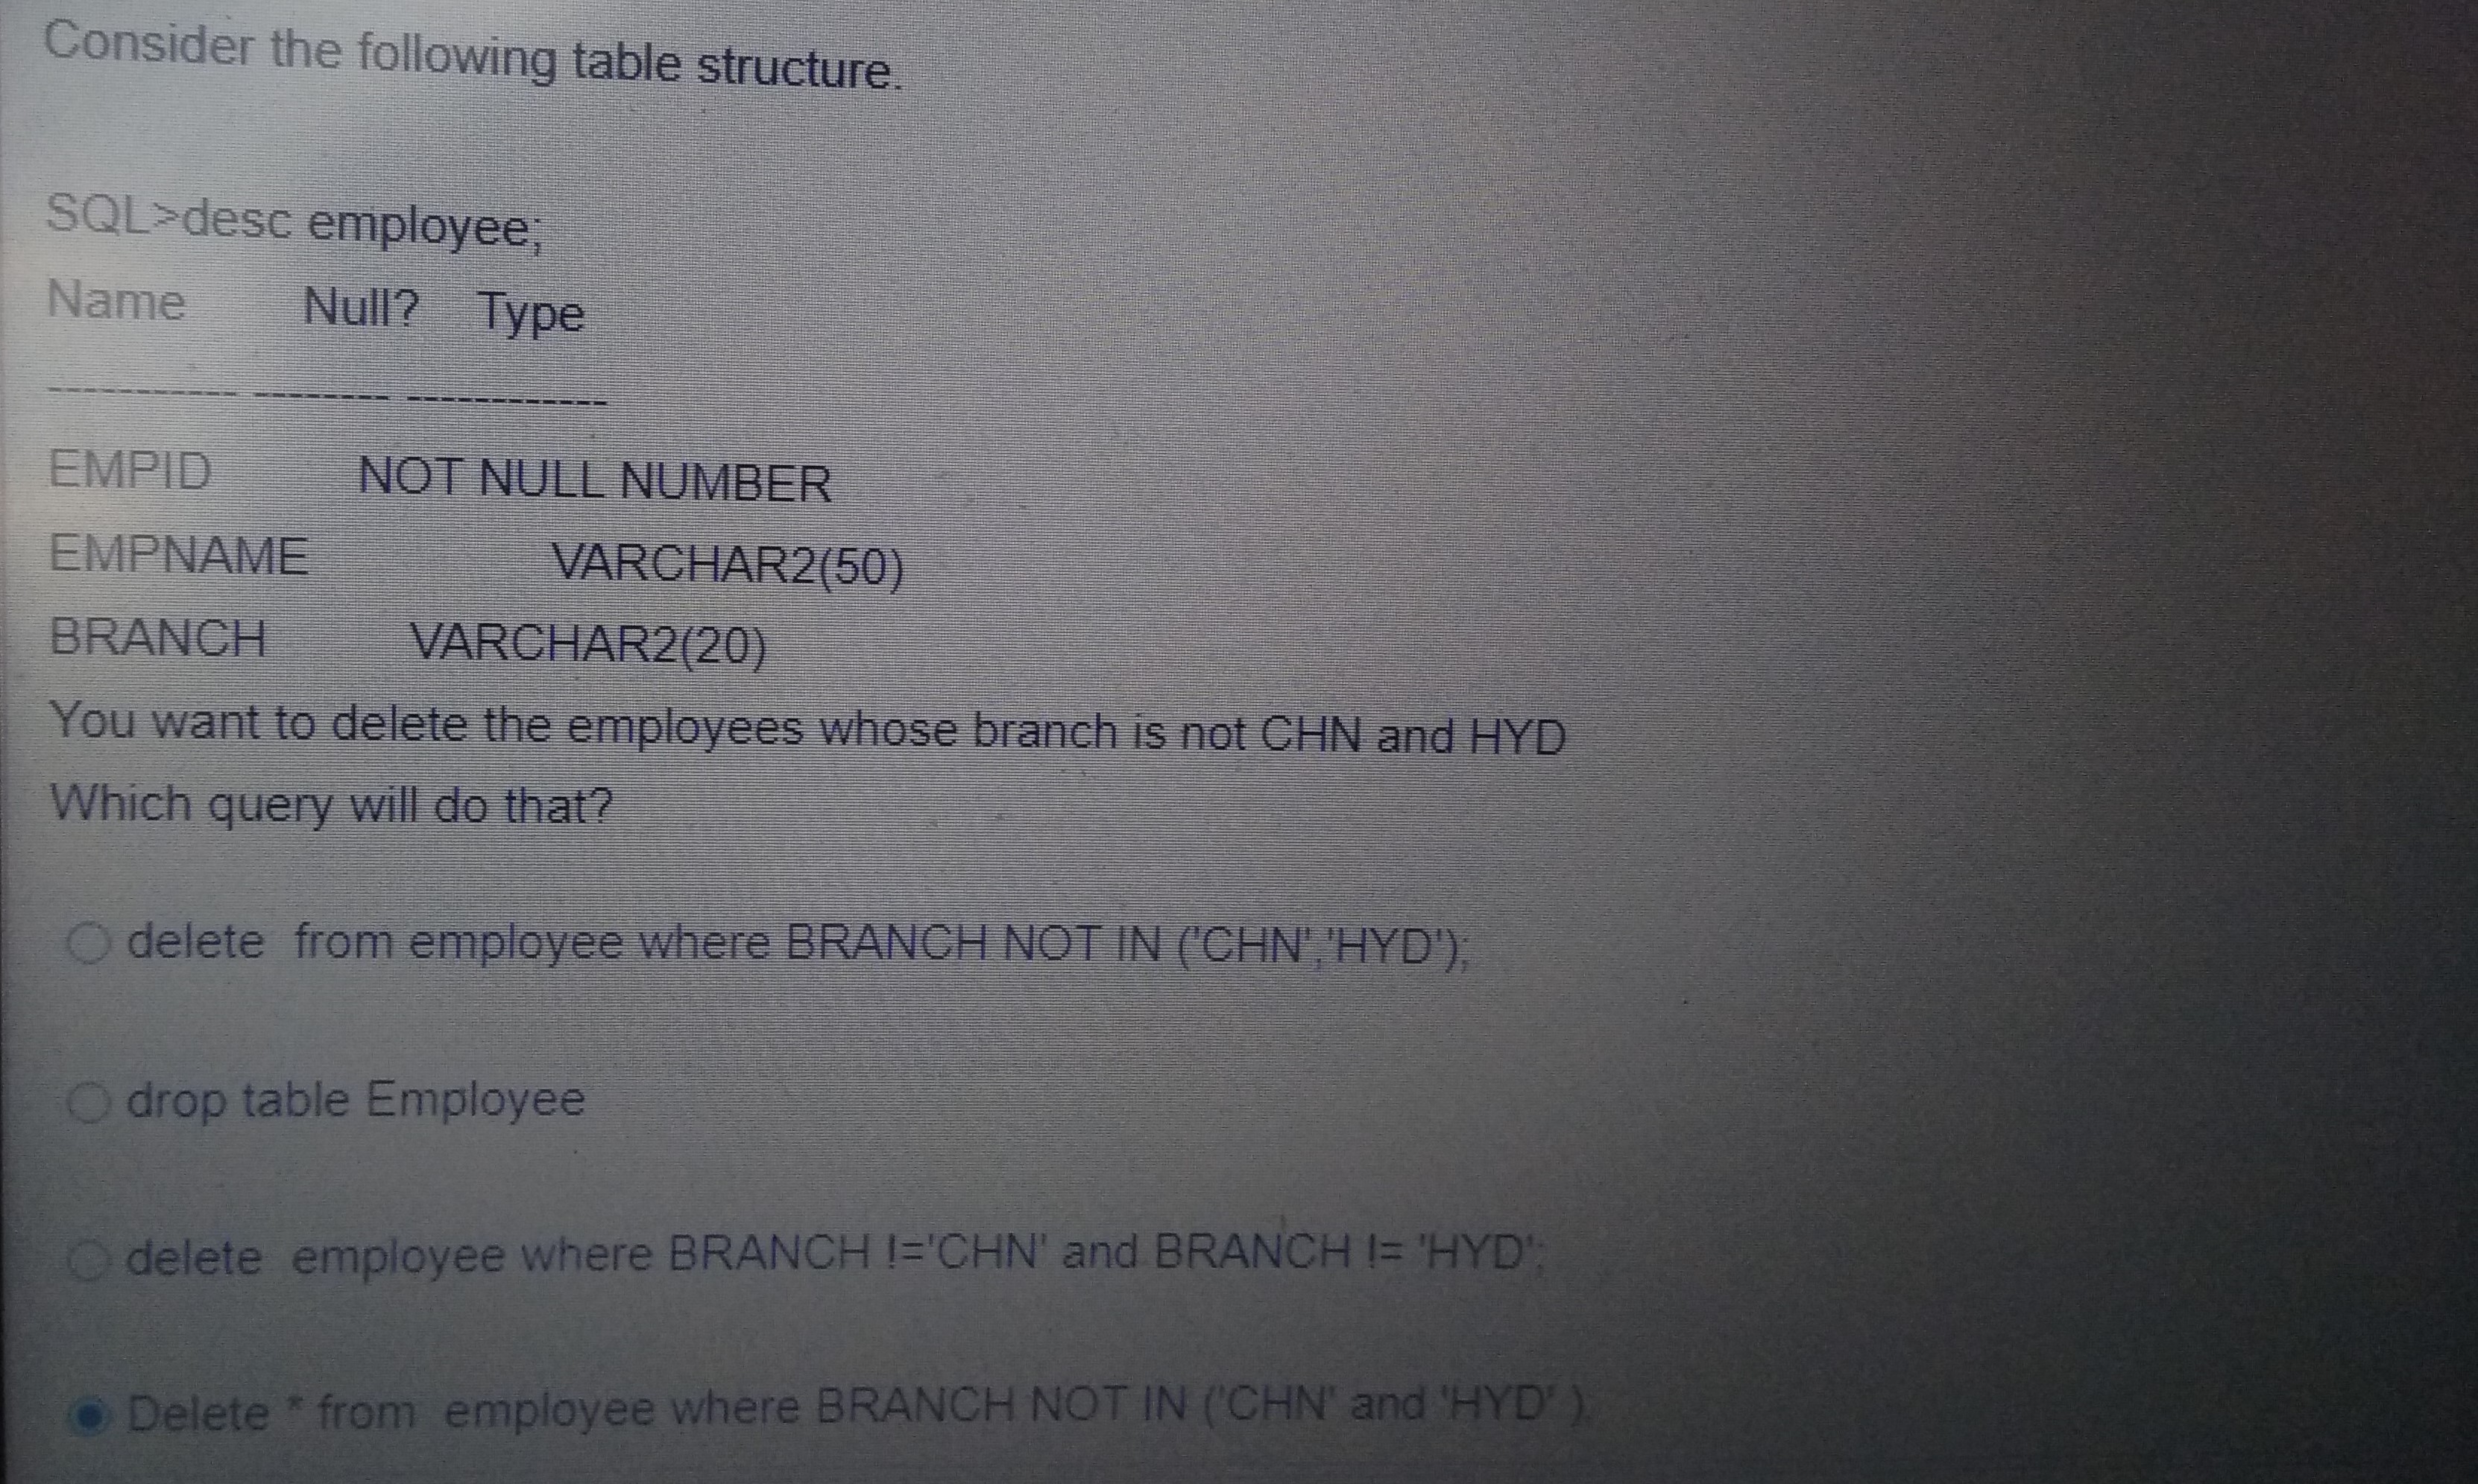 Consider the following table structure.
SQL>desc employee;
Name Null? Type
----------- -------- ------------
EMPID NOT NULL NUMBER
EMPNAME VARCHAR2(50)
BRANCH VARCHAR2(20)
You want to delete the employees whose branch is not CHN and HYD
Which query will do that?
delete from employee where BRANCH NOT IN ('CHN','HYD');
drop table Employee
delete employee where BRANCH !='CHN' and BRANCH != 'HYD';
Delete * from employee where BRANCH NOT IN ('CHN' and 'HYD' )